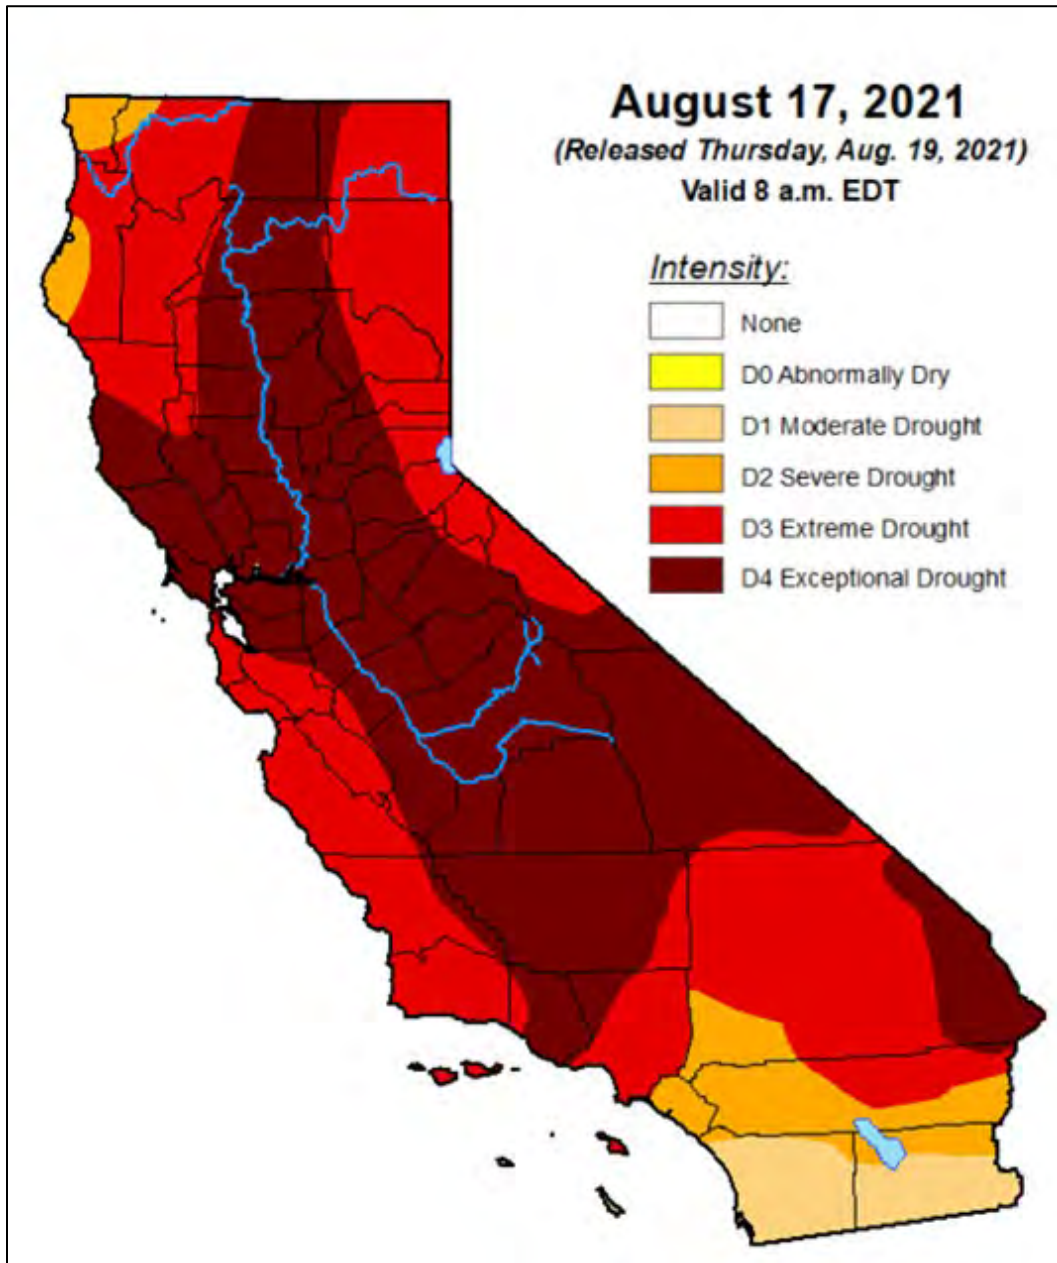 August 17, 2021
(Released Thursday, Aug. 19, 2021)
Valid 8 a.m. EDT
Intensity:
None
D0 Abnormally Dry
D1 Moderate Drought
D2 Severe Drought
D3 Extreme Drought
D4 Exceptional Drought